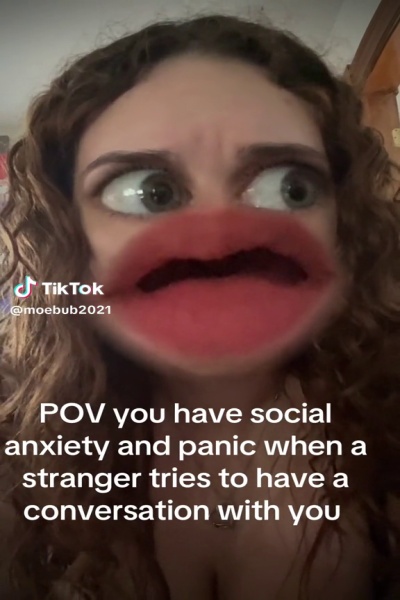 TikTok
@moebub2021
POV you have social
anxiety and panic when a
stranger tries to have a
conversation with you